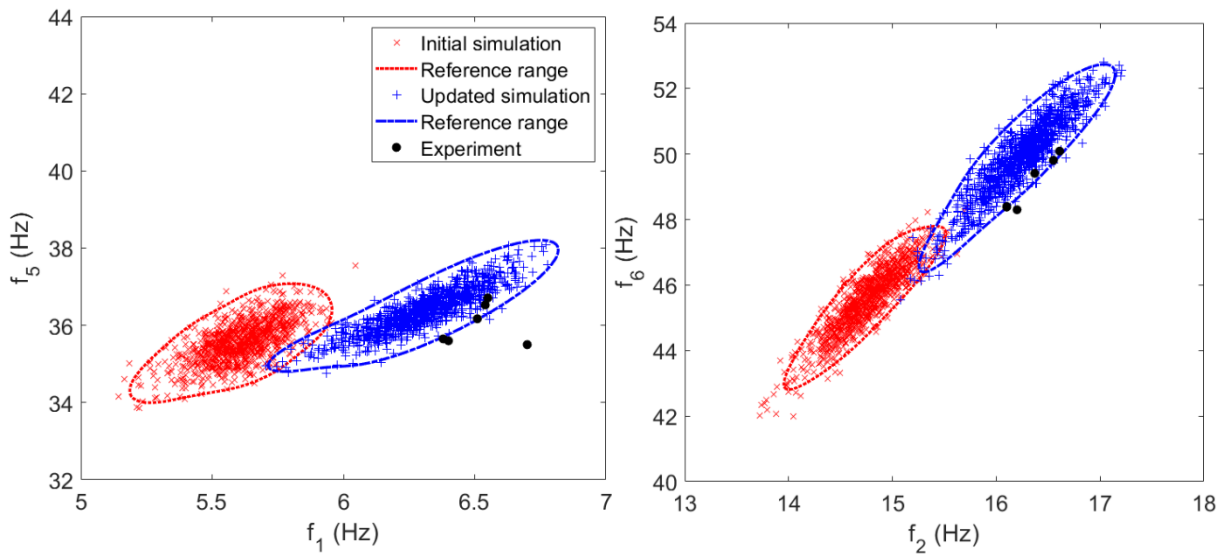 44
42
40
38
36
34
32
5
5.5
6
6.5
7
f5 (Hz)
f1 (Hz)
Initial simulation
Reference range
Updated simulation
Reference range
Experiment
54
52
50
48
46
44
42
40
13
14
15
16
17
18
f6 (Hz)
f2 (Hz)